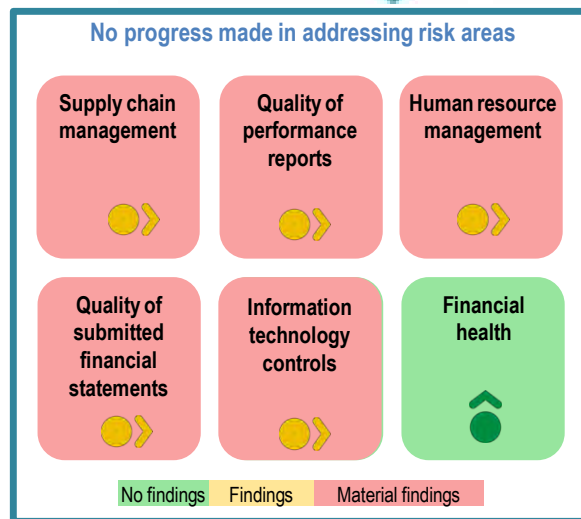 No progress made in addressing risk areas
Supply chain
management
Quality of
performance
reports
Human resource
management
Quality of
submitted
financial
statements
Information
technology
controls
Financial
health
No findings
Findings
Material findings